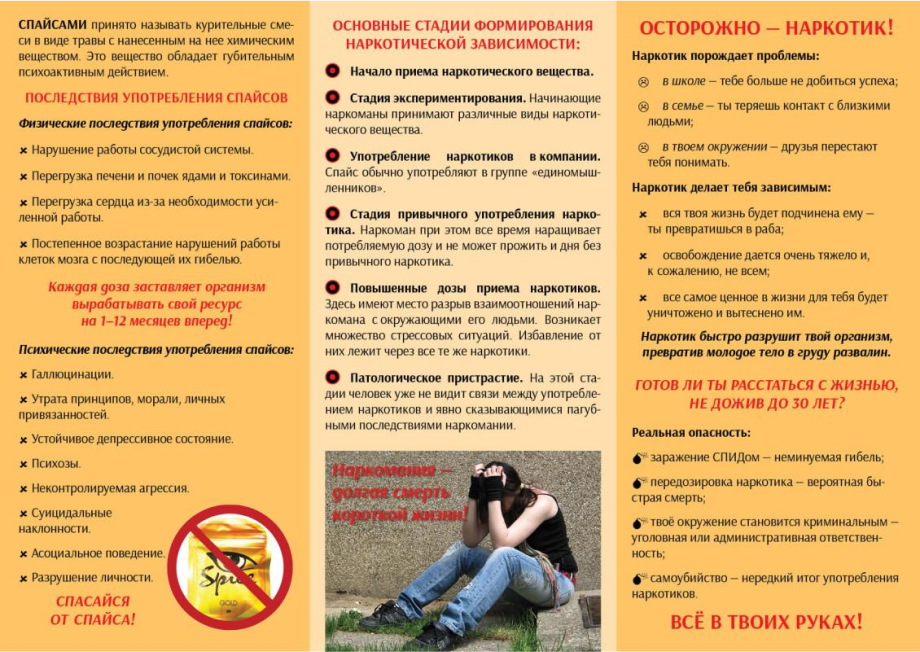 СПАЙСАМИ принято называть курительные сме-
си в виде травы с нанесенным на нее химическим
веществом. Это вещество обладает губительным
психоактивным действием.
ПОСЛЕДСТВИЯ УПОТРЕБЛЕНИЯ СПАЙСОВ
Физические последствия употребления спайсов:
× Нарушение работы сосудистой системы.
× Перегрузка печени и почек ядами и токсинами.
× Перегрузка сердца из-за необходимости уси-
ленной работы.
× Постепенное возрастание нарушений работы
клеток мозга с последующей их гибелью.
Каждая доза заставляет организм
вырабатывать свой ресурс
на 1–12 месяцев вперед!
Психические последствия употребления спайсов:
× Галлюцинации.
× Утрата принципов, морали, личных
привязанностей.
× Устойчивое депрессивное состояние.
× Психозы.
× Неконтролируемая агрессия.
× Суицидальные
наклонности.
× Асоциальное поведение.
× Разрушение личности.
СПАСАЙСЯ
ОТ СПАЙСА!
Spice
GOLD
ОСНОВНЫЕ СТАДИИ ФОРМИРОВАНИЯ
НАРКОТИЧЕСКОЙ ЗАВИСИМОСТИ:
Начало приема наркотического вещества.
Стадия экспериментирования. Начинающие
наркоманы принимают различные виды наркоти-
ческого вещества.
Употребление наркотиков в компании.
Спайс обычно употребляют в группе «единомыш-
ленников».
Стадия привычного употребления нарко-
тика. Наркоман при этом все время наращивает
потребляемую дозу и не может прожить и дня без
привычного наркотика.
Повышенные дозы приема наркотиков.
Здесь имеют место разрыв взаимоотношений нар-
комана с окружающими его людьми. Возникает
множество стрессовых ситуаций. Избавление от
них лежит через все те же наркотики.
Патологическое пристрастие. На этой ста-
дии человек уже не видит связи между употребле-
нием наркотиков и явно сказывающимися пагуб-
ными последствиями наркомании.
Наркомания –
долгая смерть
короткой жизни!
ОСТОРОЖНО – НАРКОТИК!
Наркотик порождает проблемы:
в школе – тебе больше не добиться успеха;
в семье – ты теряешь контакт с близкими
людьми;
в твоем окружении – друзья перестают
тебя понимать.
Наркотик делает тебя зависимым:
× вся твоя жизнь будет подчинена ему –
ты превратишься в раба;
× освобождение дается очень тяжело и,
к сожалению, не всем;
× все самое ценное в жизни для тебя будет
уничтожено и вытеснено им.
Наркотик быстро разрушит твой организм,
превратив молодое тело в груду развалин.
ГОТОВ ЛИ ТЫ РАССТАТЬСЯ С ЖИЗНЬЮ,
НЕ ДОЖИВ ДО 30 ЛЕТ?
Реальная опасность:
заражение СПИДом – неминуемая гибель;
передозировка наркотика – вероятная бы-
страя смерть;
твоё окружение становится криминальным –
уголовная или административная ответствен-
ность;
самоубийство – нередкий итог употребления
наркотиков.
ВСЁ В ТВОИХ РУКАХ!